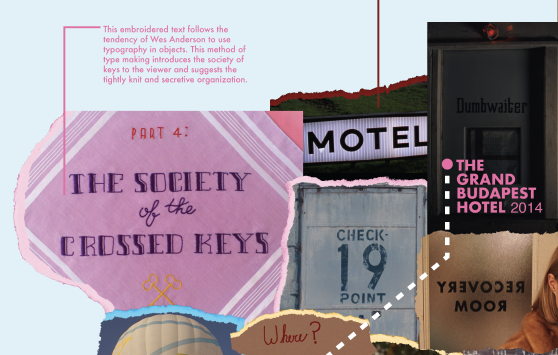 This embroidered text follows the
tendency of Wes Anderson to use
typography in objects. This method of
type making introduces the society of
keys to the viewer and suggests the
tightly knit and secretive organization.
PART 4:
THE SOCIETY
of the
CROSSED KEYS
MOTEL
CHECK-
19
POINT
Where?
Dumbwaiter
THE
GRAND
BUDAPEST
HOTEL 2014
RECOVERY
ROOM